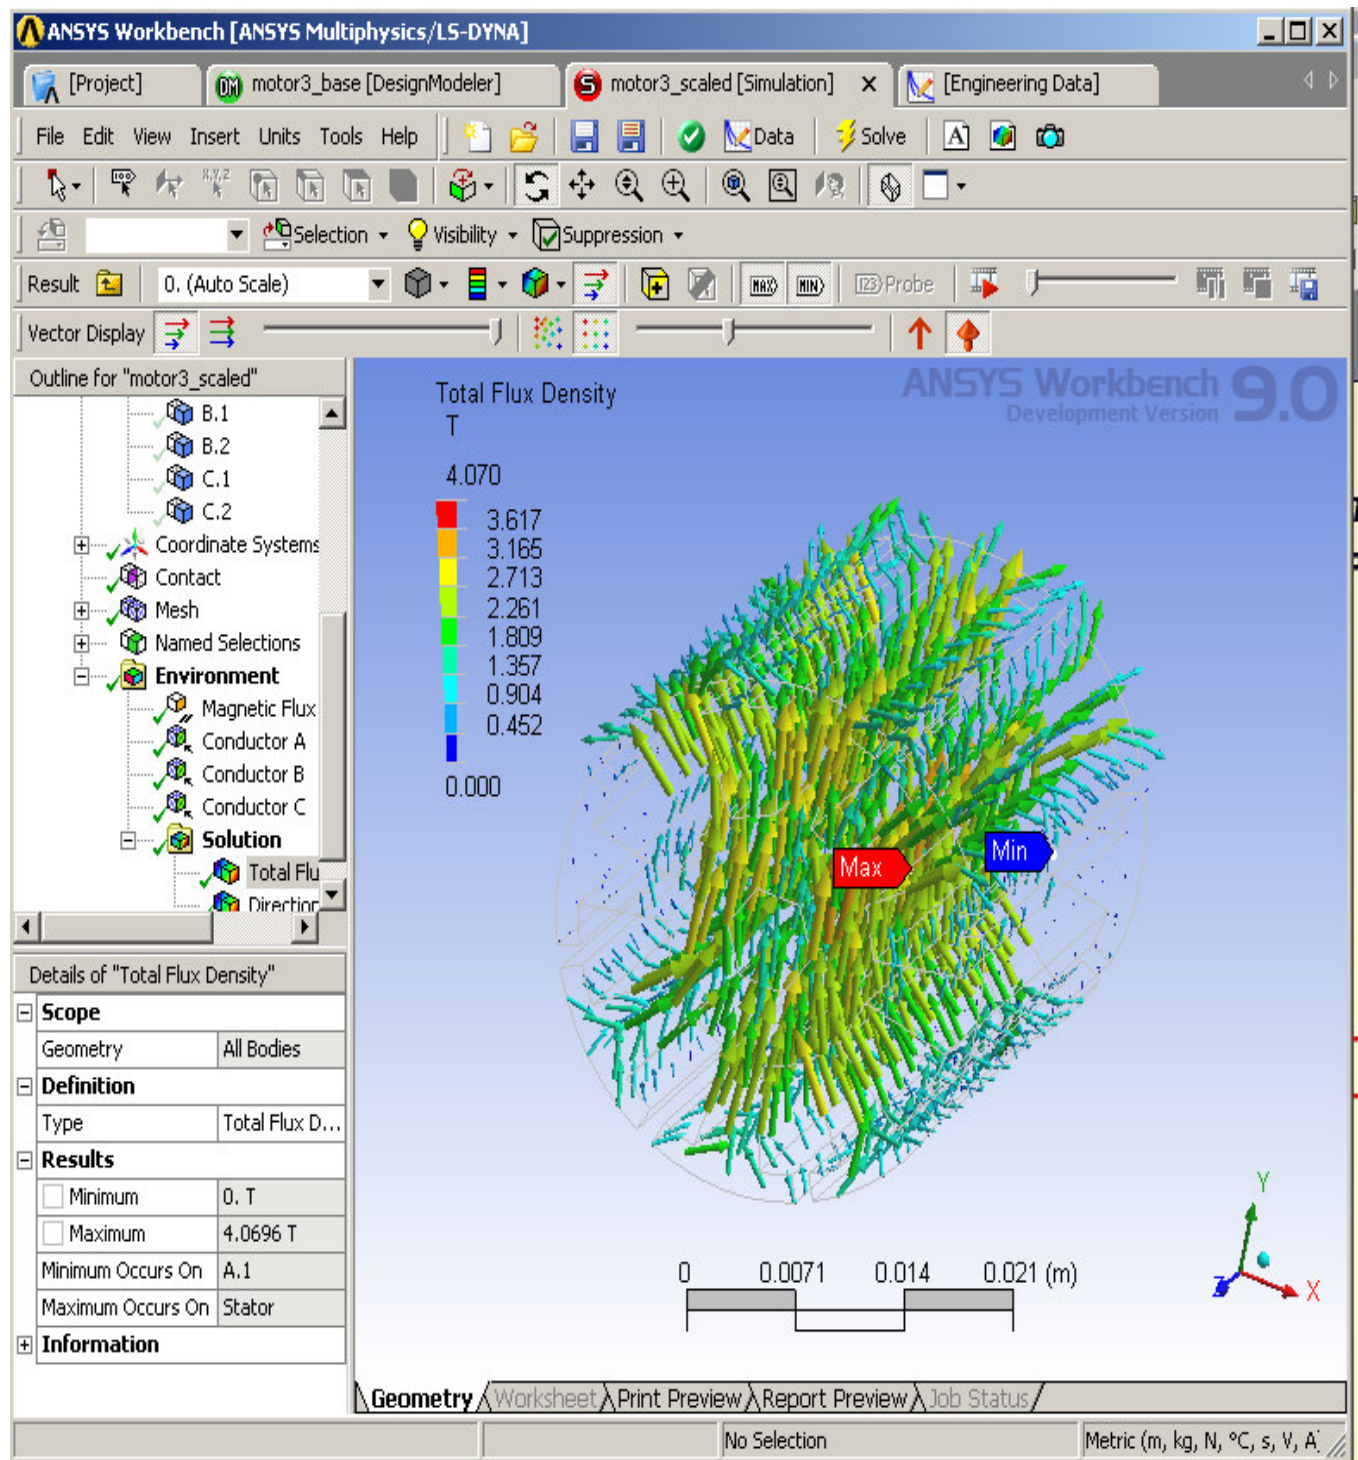 ANSYS Workbench [ANSYS Multiphysics/LS-DYNA]
[Project] motor3_base [DesignModeler] motor3_scaled [Simulation] [Engineering Data]
File Edit View Insert Units Tools Help Data Solve
Selection Visibility Suppression
Result 0. (Auto Scale) MAX MIN 123 Probe
Vector Display
Outline for "motor3_scaled"
B.1
B.2
C.1
C.2
Coordinate Systems
Contact
Mesh
Named Selections
Environment
Magnetic Flux
Conductor A
Conductor B
Conductor C
Solution
Total Flu
Direction
Details of "Total Flux Density"
Scope
Geometry All Bodies
Definition
Type Total Flux D...
Results
Minimum 0. T
Maximum 4.0696 T
Minimum Occurs On A.1
Maximum Occurs On Stator
Information
Total Flux Density
T
4.070
3.617
3.165
2.713
2.261
1.809
1.357
0.904
0.452
0.000
ANSYS Workbench 9.0
Development Version
Max
Min
0 0.0071 0.014 0.021 (m)
Y
X
Z
Geometry Worksheet Print Preview Report Preview Job Status
No Selection
Metric (m, kg, N, °C, s, V, A)